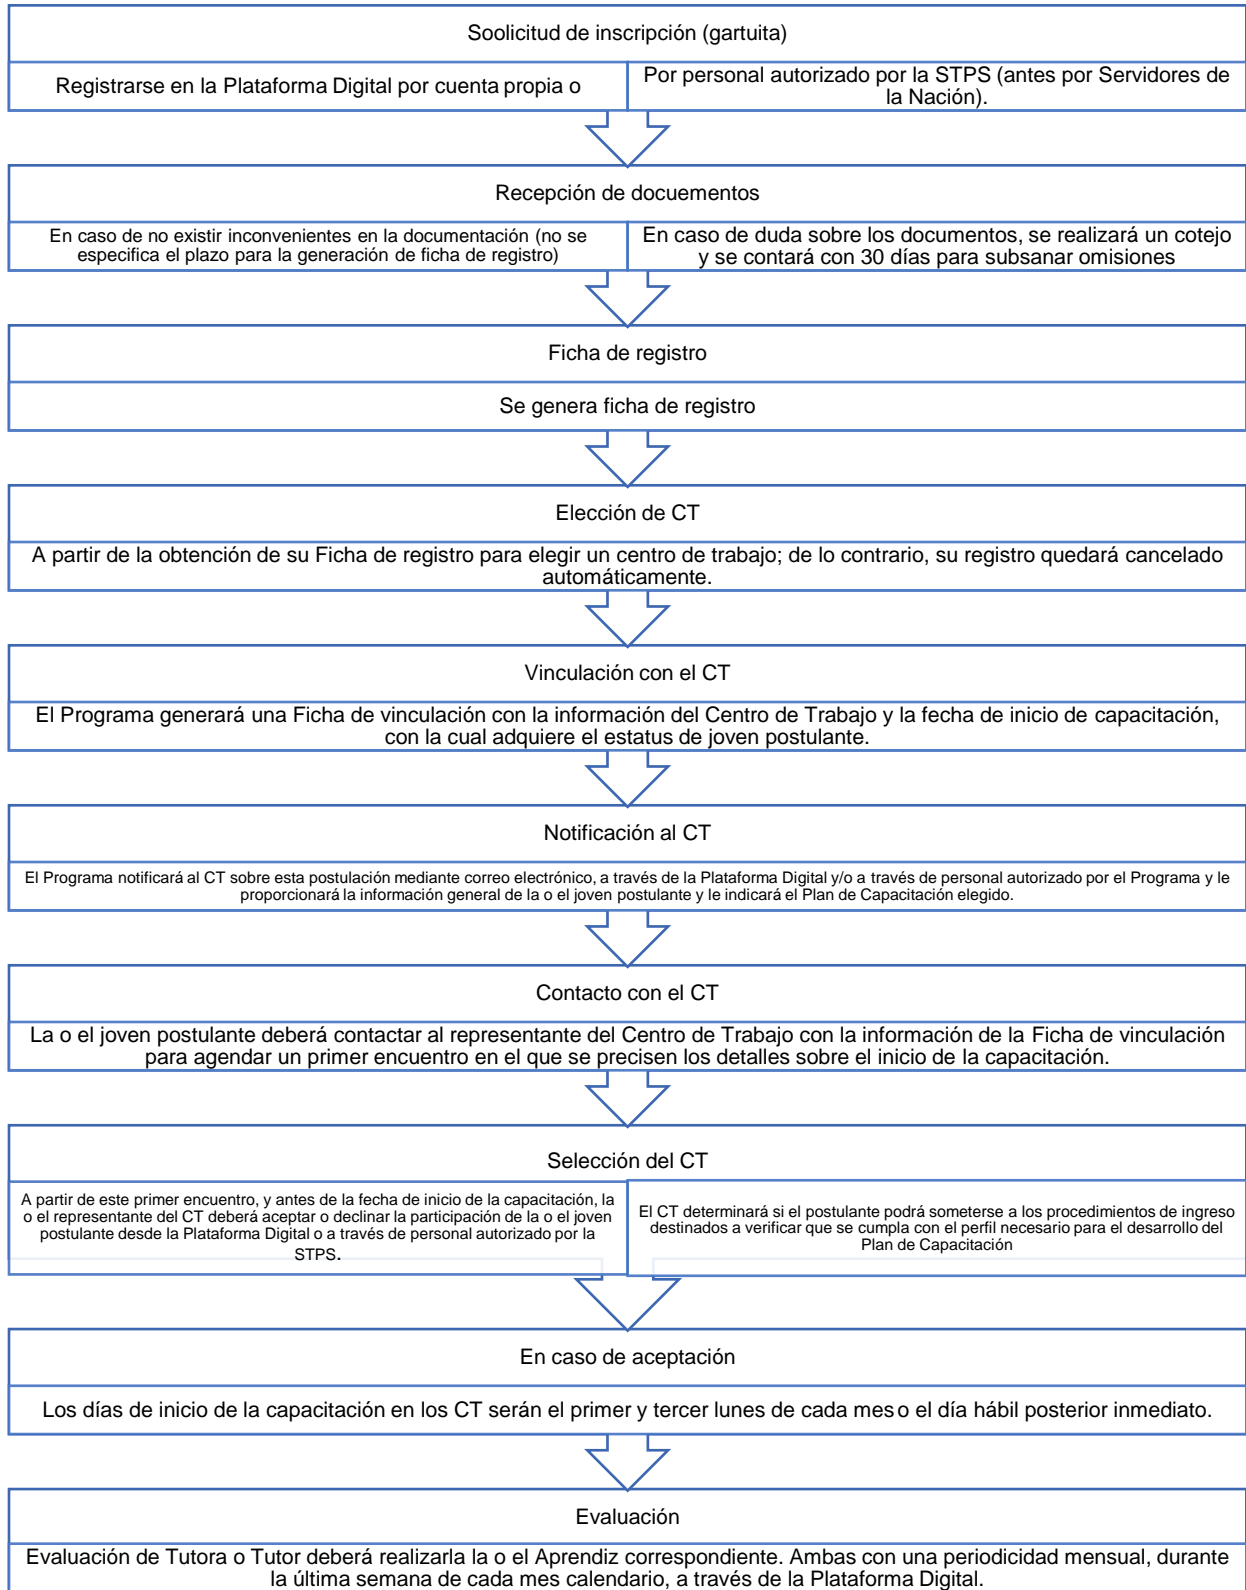 Soolicitud de inscripción (gartuita)
Registrarse en la Plataforma Digital por cuenta propia o
Por personal autorizado por la STPS (antes por Servidores de
la Nación).
Recepción de docuementos
En caso de no existir inconvenientes en la documentación (no se
especifica el plazo para la generación de ficha de registro)
En caso de duda sobre los documentos, se realizará un cotejo
y se contará con 30 días para subsanar omisiones
Ficha de registro
Se genera ficha de registro
Elección de CT
A partir de la obtención de su Ficha de registro para elegir un centro de trabajo; de lo contrario, su registro quedará cancelado
automáticamente.
Vinculación con el CT
El Programa generará una Ficha de vinculación con la información del Centro de Trabajo y la fecha de inicio de capacitación,
con la cual adquiere el estatus de joven postulante.
Notificación al CT
El Programa notificará al CT sobre esta postulación mediante correo electrónico, a través de la Plataforma Digital y/o a través de personal autorizado por el Programa y le
proporcionará la información general de la o el joven postulante y le indicará el Plan de Capacitación elegido.
Contacto con el CT
La o el joven postulante deberá contactar al representante del Centro de Trabajo con la información de la Ficha de vinculación
para agendar un primer encuentro en el que se precisen los detalles sobre el inicio de la capacitación.
Selección del CT
A partir de este primer encuentro, y antes de la fecha de inicio de la capacitación, la
o el representante del CT deberá aceptar o declinar la participación de la o el joven
postulante desde la Plataforma Digital o a través de personal autorizado por la
STPS.
El CT determinará si el postulante podrá someterse a los procedimientos de ingreso
destinados a verificar que se cumpla con el perfil necesario para el desarrollo del
Plan de Capacitación
En caso de aceptación
Los días de inicio de la capacitación en los CT serán el primer y tercer lunes de cada mes o el día hábil posterior inmediato.
Evaluación
Evaluación de Tutora o Tutor deberá realizarla la o el Aprendiz correspondiente. Ambas con una periodicidad mensual, durante
la última semana de cada mes calendario, a través de la Plataforma Digital.